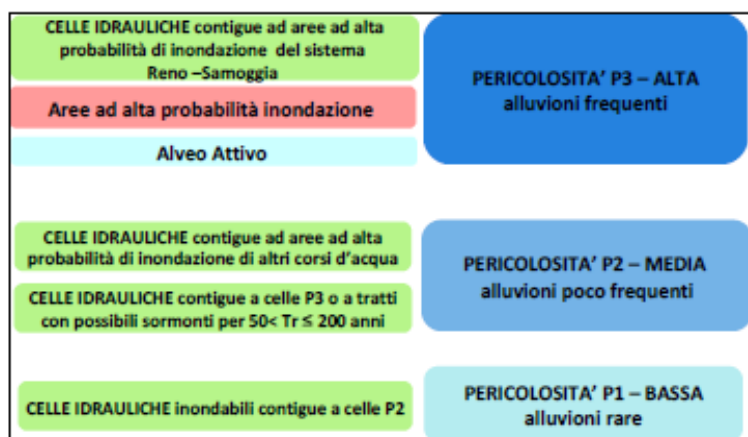 CELLE IDRAULICHE contigue ad aree ad alta
probabilità di inondazione del sistema
Reno –Samoggia
Aree ad alta probabilità inondazione
Alveo Attivo
PERICOLOSITA’ P3 – ALTA
alluvioni frequenti
CELLE IDRAULICHE contigue ad aree ad alta
probabilità di inondazione di altri corsi d’acqua
CELLE IDRAULICHE contigue a celle P3 o a tratti
con possibili sormonti per 50< Tr ≤ 200 anni
PERICOLOSITA’ P2 – MEDIA
alluvioni poco frequenti
CELLE IDRAULICHE inondabili contigue a celle P2
PERICOLOSITA’ P1 – BASSA
alluvioni rare